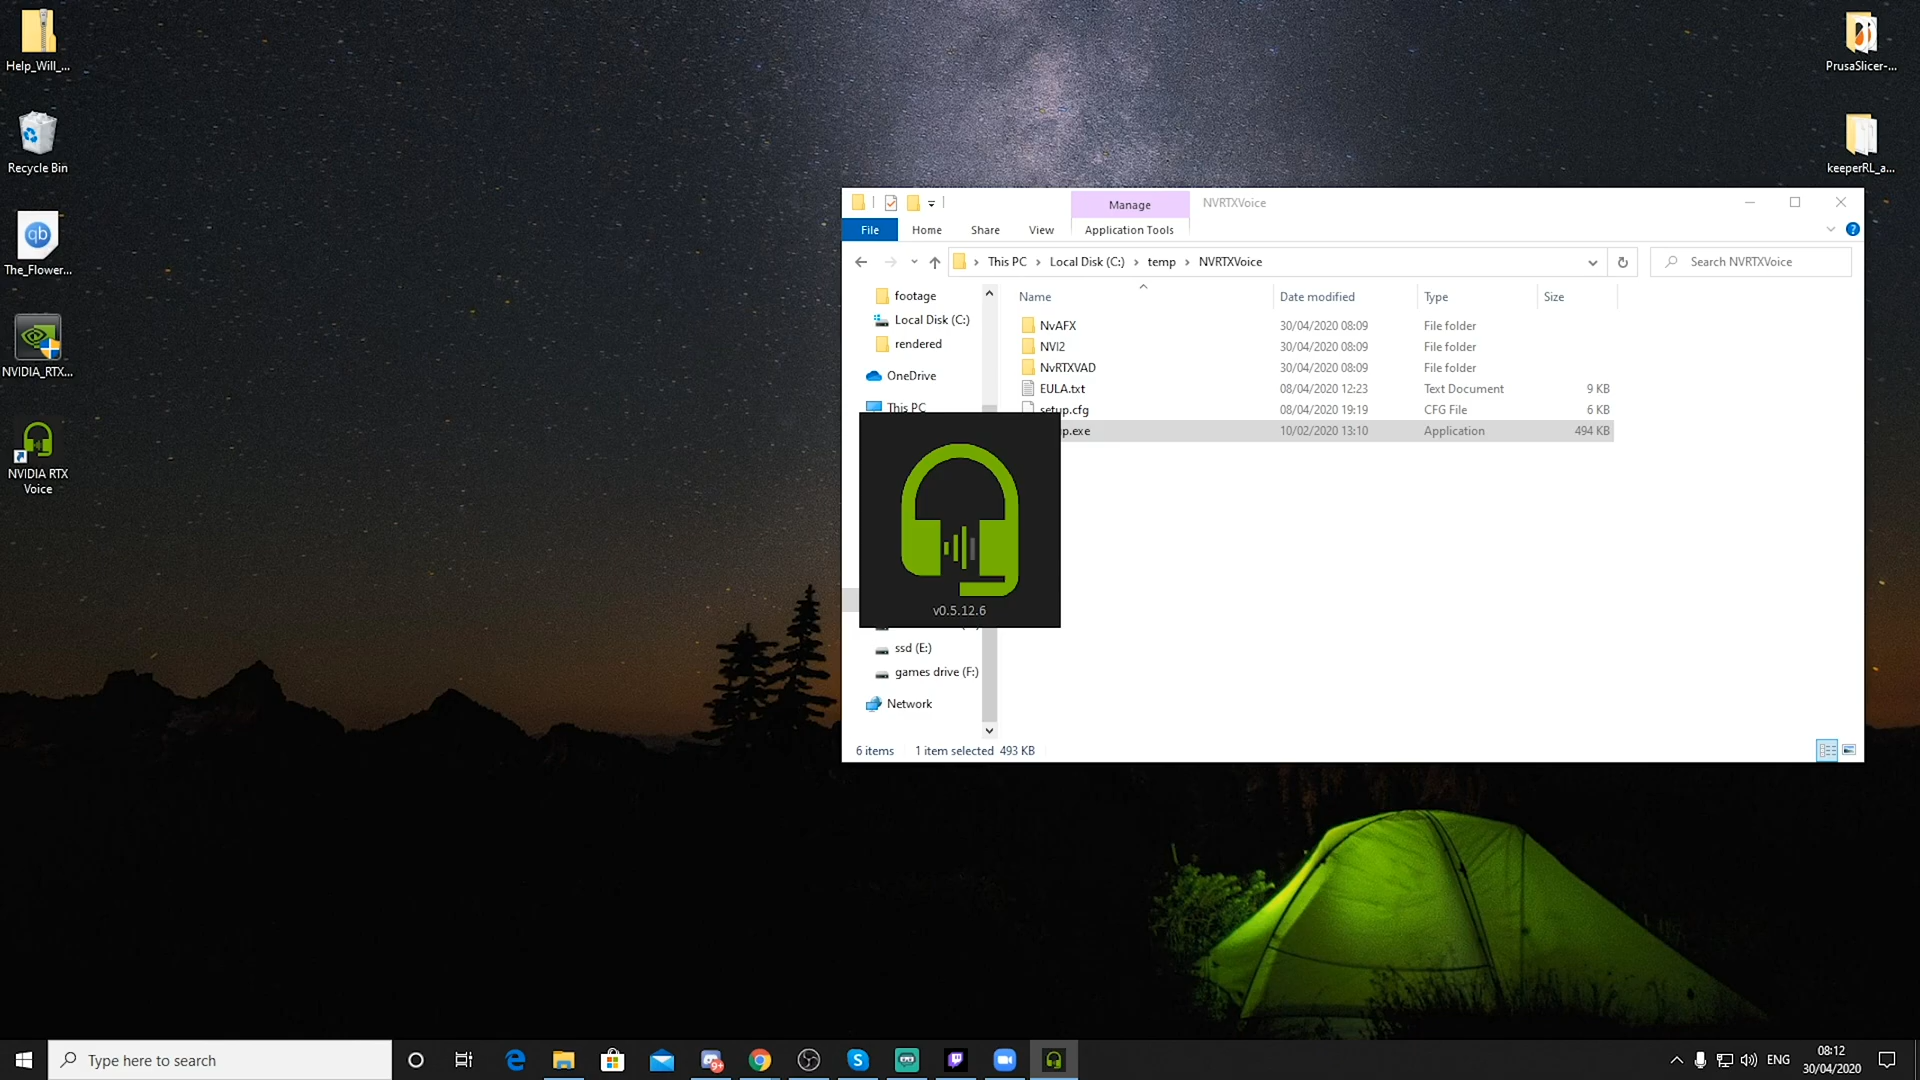 Help_Will_...
Recycle Bin
qb
The_Flower...
NVIDIA_RTX...
NVIDIA RTX
Voice
PrusaSlicer-...
keeperRL_a...
Manage
NVRTXVoice
File
Home
Share
View
Application Tools
?
This PC
Local Disk (C:)
temp
NVRTXVoice
Search NVRTXVoice
footage
Local Disk (C:)
rendered
OneDrive
This PC
ssd (E:)
games drive (F:)
Network
Name
Date modified
Type
Size
NvAFX
30/04/2020 08:09
File folder
NVI2
30/04/2020 08:09
File folder
NvRTXVAD
30/04/2020 08:09
File folder
EULA.txt
08/04/2020 12:23
Text Document
9 KB
setup.cfg
08/04/2020 19:19
CFG File
6 KB
p.exe
10/02/2020 13:10
Application
494 KB
v0.5.12.6
6 items
1 item selected 493 KB
Type here to search
9+
ENG
08:12
30/04/2020